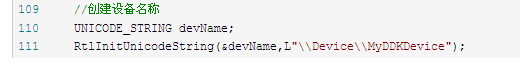 109 //创建设备名称
110 UNICODE_STRING devName;
111 RtlInitUnicodeString(&devName,L"\\Device\\MyDDKDevice");